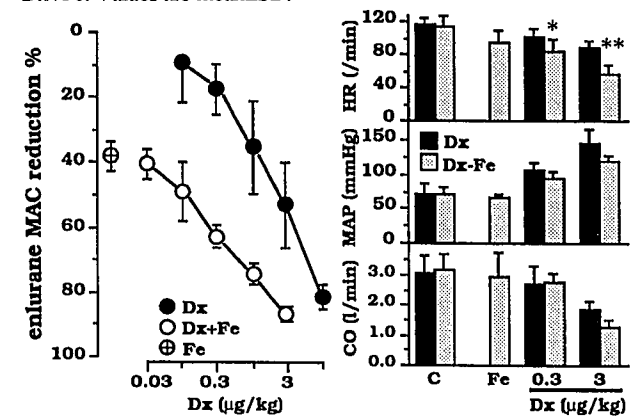 0
20
40
60
80
100
enlurane MAC reduction %
Dx
Dx+Fe
Fe
0.03 0.3 3
Dx (μg/kg)
120
80
40
0
HR (/min)
*
**
150
100
50
0
MAP (mmHg)
Dx
Dx-Fe
3.0
2.0
1.0
0.0
CO (l/min)
C Fe 0.3 3
Dx (μg/kg)